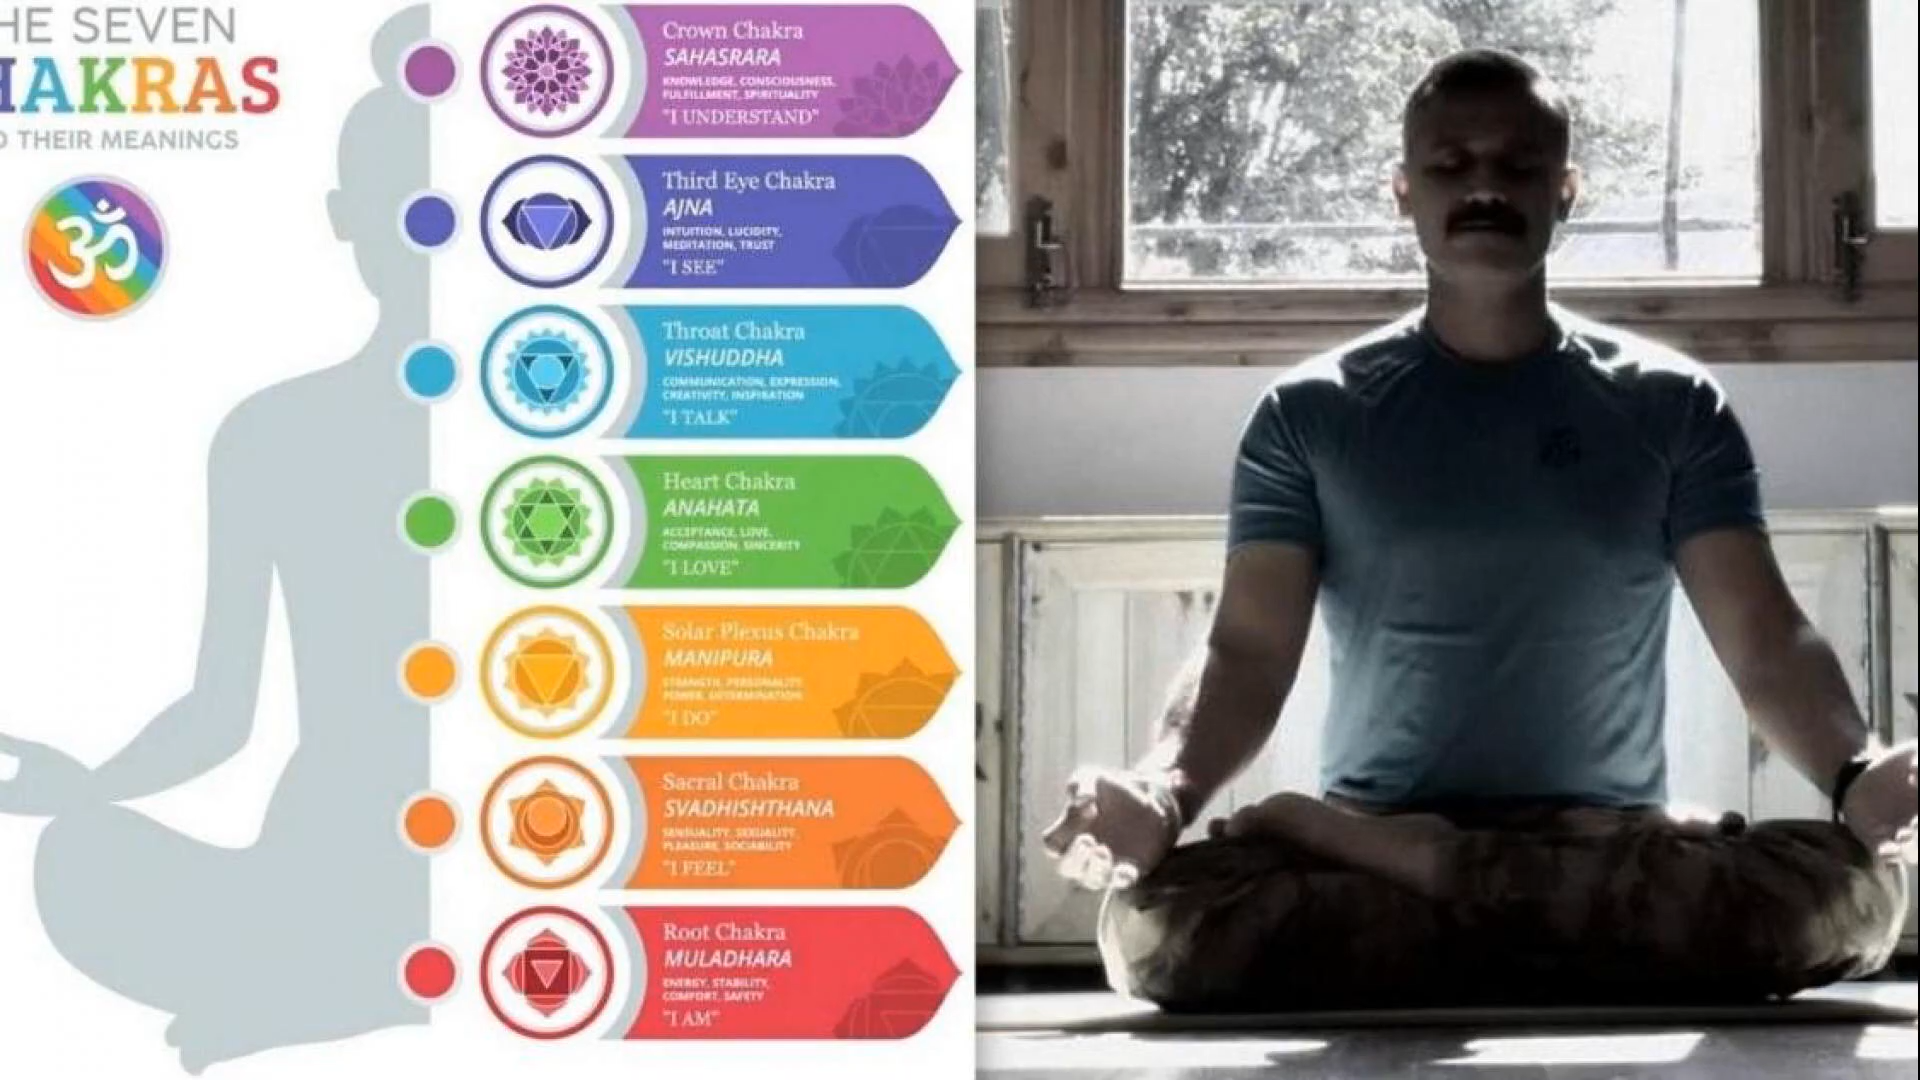 HE SEVEN
HAKRAS
D THEIR MEANINGS
ॐ
Crown Chakra
SAHASRARA
KNOWLEDGE, CONSCIOUSNESS,
FULFILLMENT, SPIRITUALITY
"I UNDERSTAND"
Third Eye Chakra
AJNA
INTUITION, LUCIDITY,
MEDITATION, TRUST
"I SEE"
Throat Chakra
VISHUDDHA
COMMUNICATION, EXPRESSION,
CREATIVITY, INSPIRATION
"I TALK"
Heart Chakra
ANAHATA
ACCEPTANCE, LOVE,
COMPASSION, SINCERITY
"I LOVE"
Solar Plexus Chakra
MANIPURA
STRENGTH, PERSONALITY,
POWER, DETERMINATION
"I DO"
Sacral Chakra
SVADHISHTHANA
SENSUALITY, SEXUALITY,
PLEASURE, SOCIABILITY
"I FEEL"
Root Chakra
MULADHARA
ENERGY, STABILITY,
COMFORT, SAFETY
"I AM"